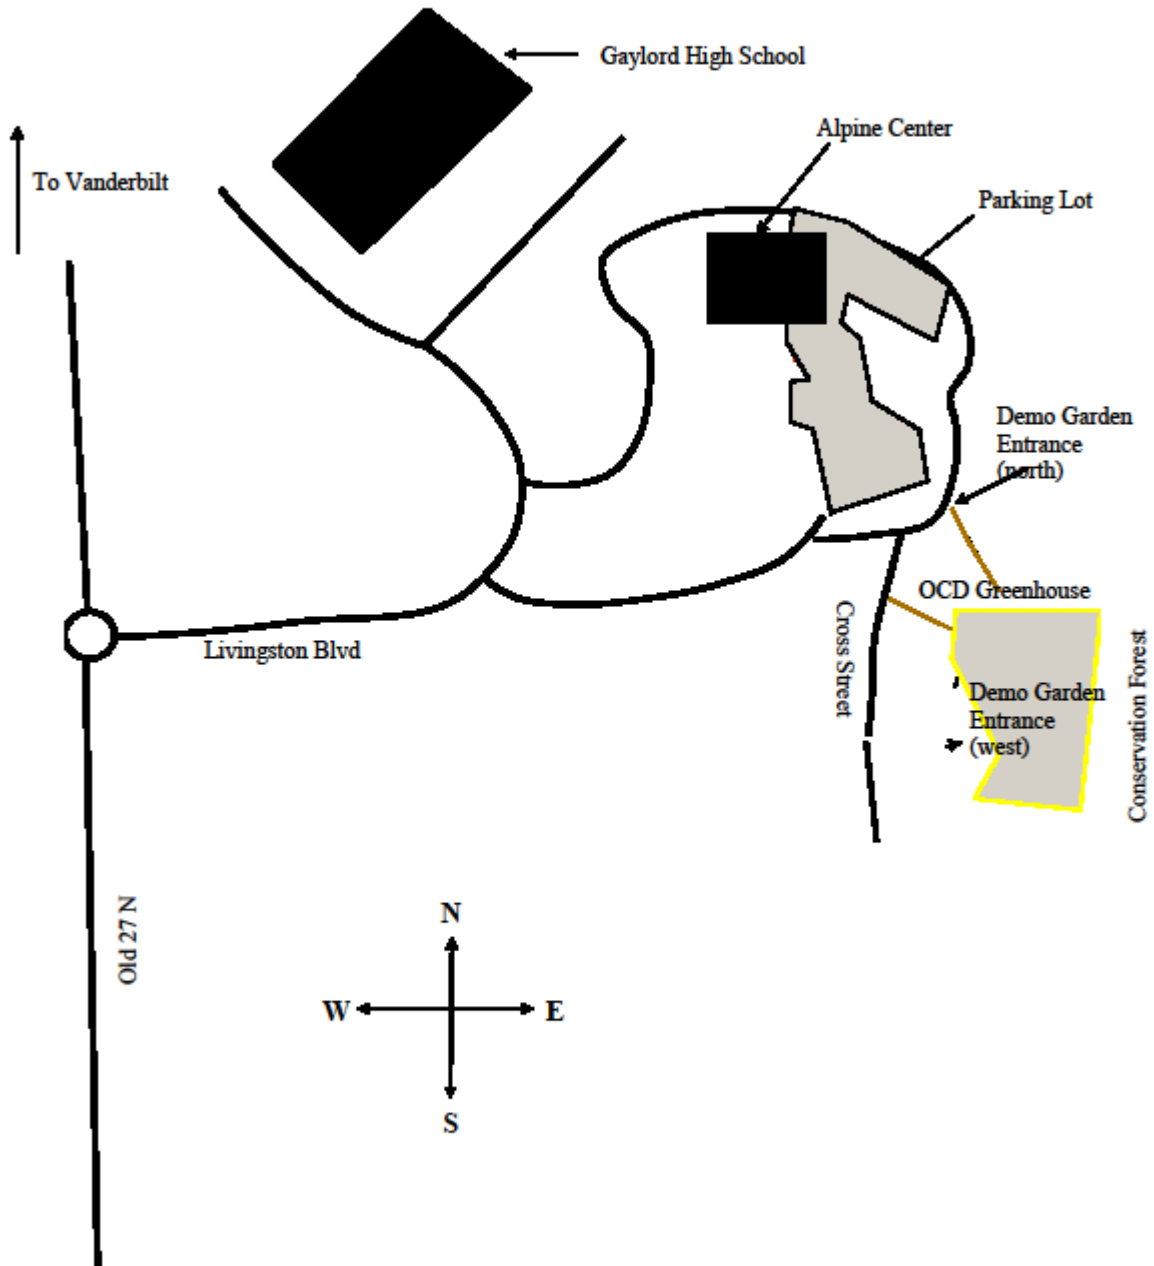 Gaylord High School
Alpine Center
To Vanderbilt
Parking Lot
Demo Garden
Entrance
(north)
OCD Greenhouse
Cross Street
Livingston Blvd
Conservation Forest
Demo Garden
Entrance
(west)
Old 27 N
N
W
E
S